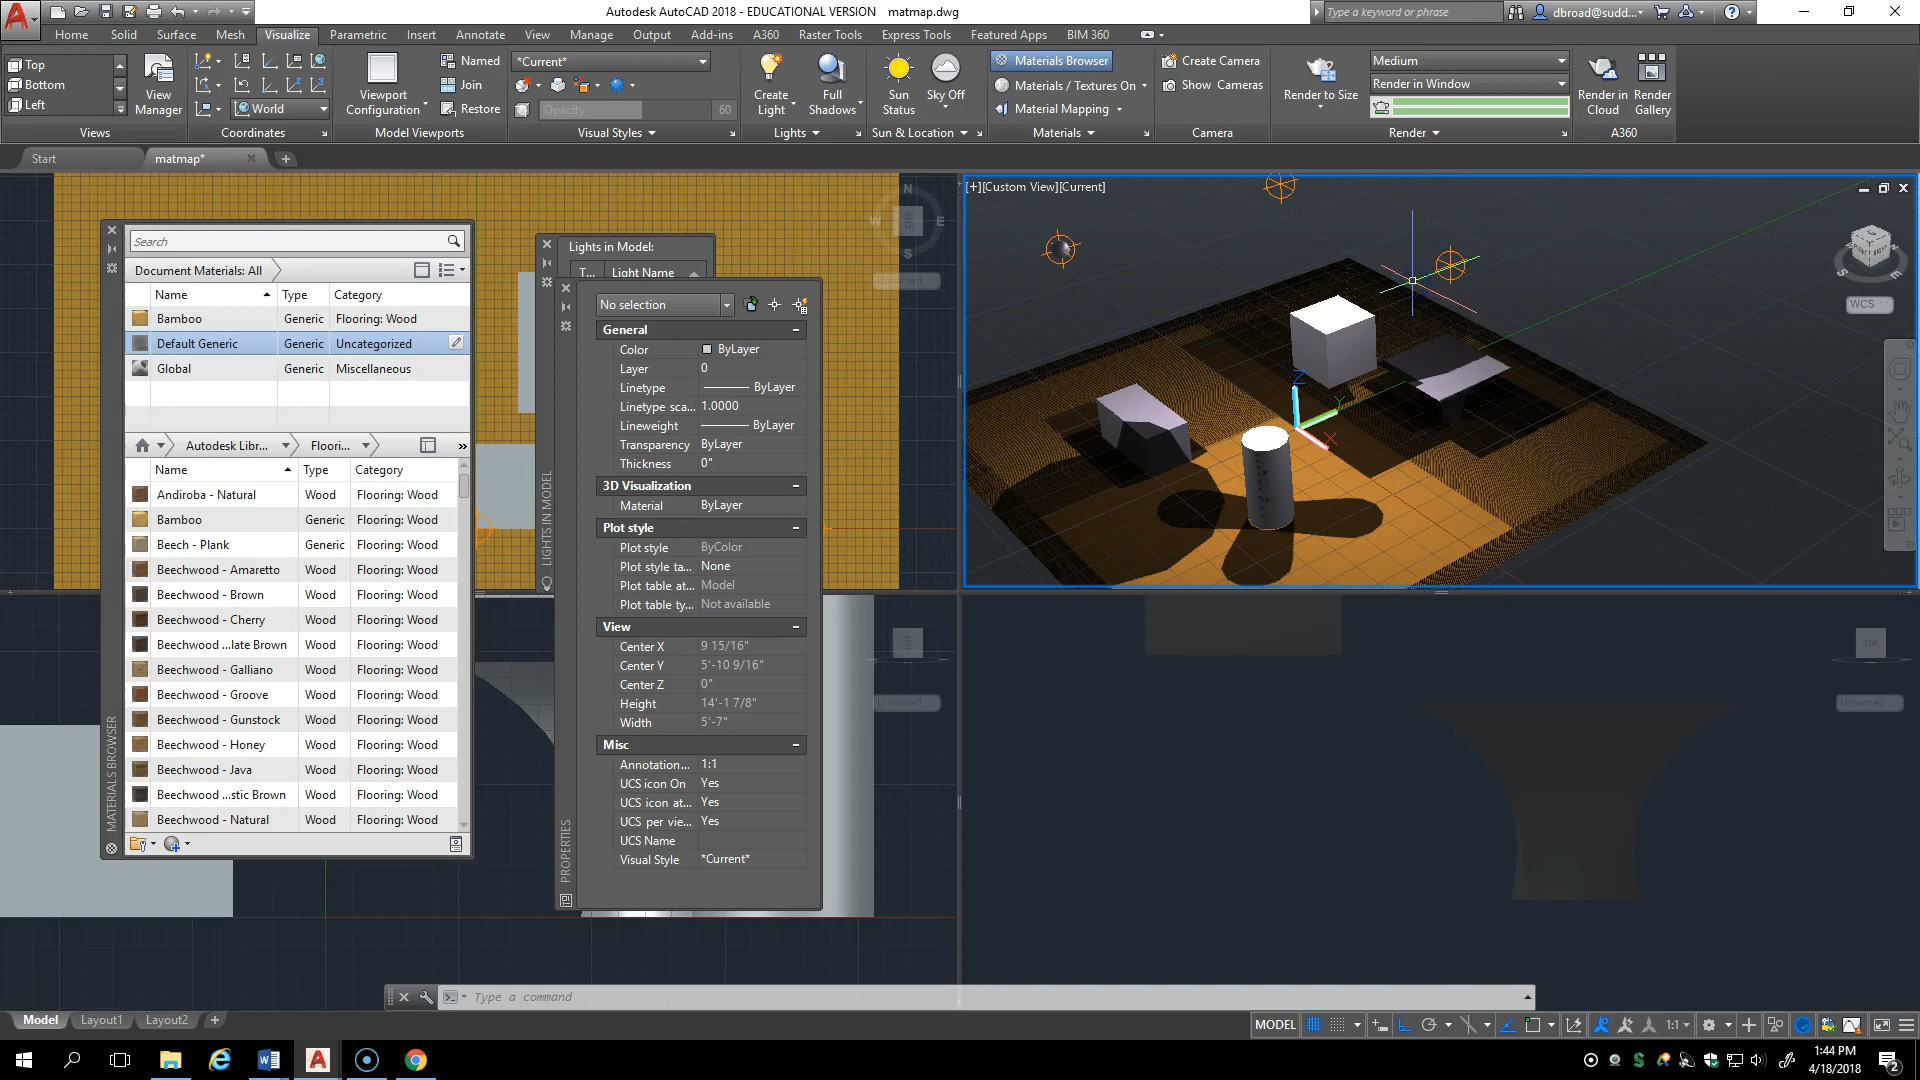 Autodesk AutoCAD 2018 - EDUCATIONAL VERSION matmap.dwg
Type a keyword or phrase
dbroad@sudd...
Home Solid Surface Mesh Visualize Parametric Insert Annotate View Manage Output Add-ins A360 Raster Tools Express Tools Featured Apps BIM 360
Top
Bottom
Left
View
Manager
World
Viewport
Configuration
Named
Join
Restore
*Current*
Opacity 60
Create
Light
Full
Shadows
Sun
Status
Sky Off
Materials Browser
Materials / Textures On
Material Mapping
Create Camera
Show Cameras
Render to Size
Medium
Render in Window
Render in
Cloud
Render
Gallery
Views Coordinates Model Viewports Visual Styles Lights Sun & Location Materials Camera Render A360
Start matmap*
[+][Custom View][Current]
N
W E
S
S E
WCS
Z
Y
X
Search
Document Materials: All
Name Type Category
Bamboo Generic Flooring: Wood
Default Generic Generic Uncategorized
Global Generic Miscellaneous
Autodesk Libr... Floori... »
Name Type Category
Andiroba - Natural Wood Flooring: Wood
Bamboo Generic Flooring: Wood
Beech - Plank Generic Flooring: Wood
Beechwood - Amaretto Wood Flooring: Wood
Beechwood - Brown Wood Flooring: Wood
Beechwood - Cherry Wood Flooring: Wood
Beechwood ...late Brown Wood Flooring: Wood
Beechwood - Galliano Wood Flooring: Wood
Beechwood - Groove Wood Flooring: Wood
Beechwood - Gunstock Wood Flooring: Wood
Beechwood - Honey Wood Flooring: Wood
Beechwood - Java Wood Flooring: Wood
Beechwood ...stic Brown Wood Flooring: Wood
Beechwood - Natural Wood Flooring: Wood
MATERIALS BROWSER
Lights in Model:
T... Light Name
LIGHTS IN MODEL
No selection
General
Color ByLayer
Layer 0
Linetype ByLayer
Linetype sca... 1.0000
Lineweight ByLayer
Transparency ByLayer
Thickness 0"
3D Visualization
Material ByLayer
Plot style
Plot style ByColor
Plot style ta... None
Plot table at... Model
Plot table ty... Not available
View
Center X 9 15/16"
Center Y 5'-10 9/16"
Center Z 0"
Height 14'-1 7/8"
Width 5'-7"
Misc
Annotation... 1:1
UCS icon On Yes
UCS icon at... Yes
UCS per vie... Yes
UCS Name
Visual Style *Current*
PROPERTIES
Unnamed
TOP
Unnamed
Type a command
Model Layout1 Layout2
MODEL 1:1
1:44 PM
4/18/2018
2